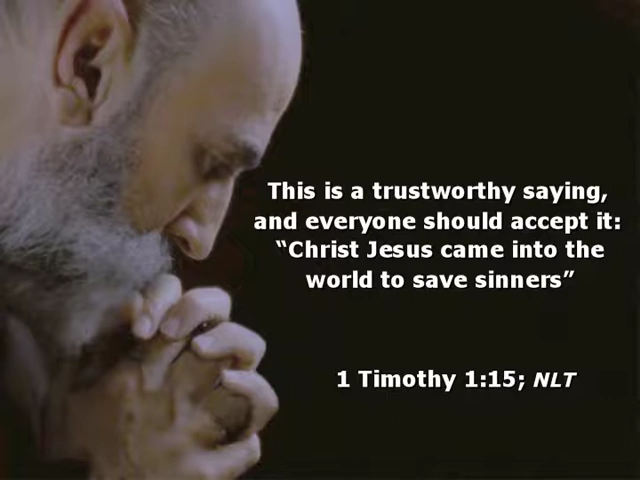 This is a trustworthy saying,
and everyone should accept it:
“Christ Jesus came into the
world to save sinners”
1 Timothy 1:15; NLT